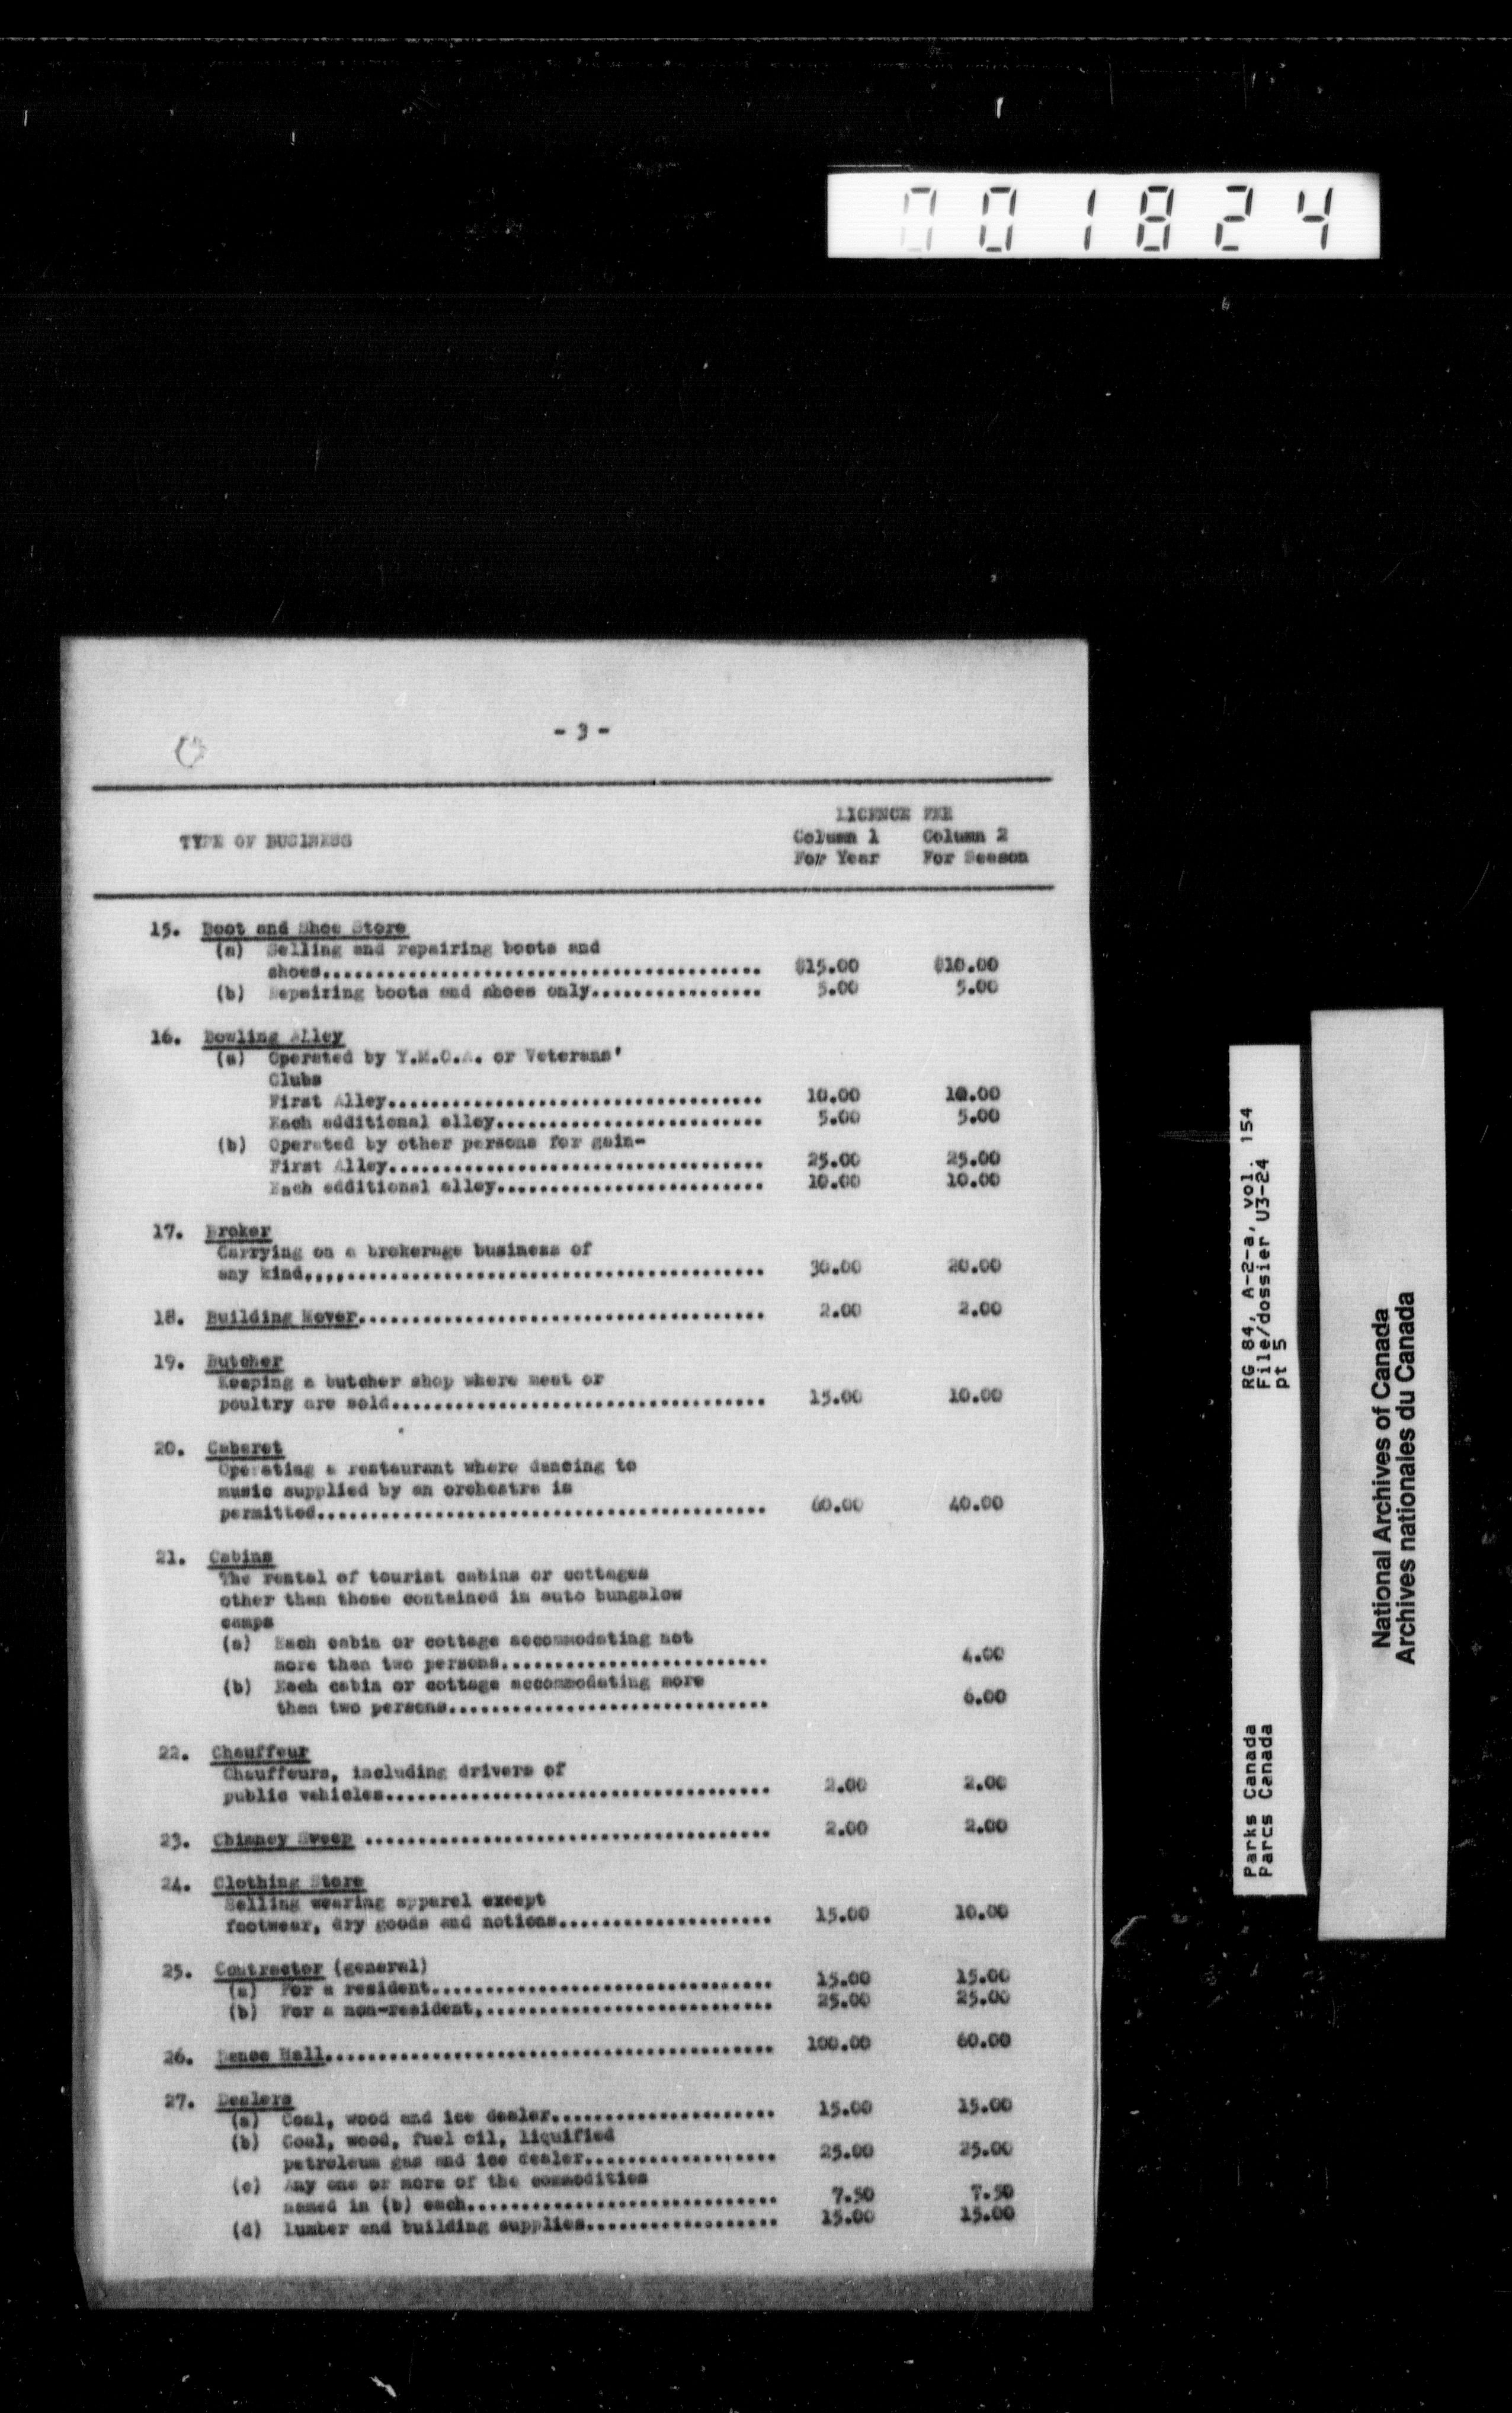 001824
- 3 -
TYPE OF BUSINESS
LICENCE FEE
Column 1 Column 2
For Year For Season
15. Boot and Shoe Store
(a) Selling and repairing boots and
shoes........................................ $15.00 $10.00
(b) Repairing boots and shoes only................ 5.00 5.00
16. Bowling Alley
(a) Operated by Y.M.C.A. or Veterans'
Clubs
First Alley................................... 10.00 10.00
Each additional alley......................... 5.00 5.00
(b) Operated by other persons for gain-
First Alley................................... 25.00 25.00
Each additional alley......................... 10.00 10.00
17. Broker
Carrying on a brokerage business of
any kind,,,,....................................... 30.00 20.00
18. Building Mover...................................... 2.00 2.00
19. Butcher
Keeping a butcher shop where meat or
poultry are sold................................... 15.00 10.00
20. Cabaret
Operating a restaurant where dancing to
music supplied by an orchestra is
permitted.......................................... 60.00 40.00
21. Cabins
The rental of tourist cabins or cottages
other than those contained in auto bungalow
camps
(a) Each cabin or cottage accommodating not
more than two persons......................... 4.00
(b) Each cabin or cottage accommodating more
than two persons.............................. 6.00
22. Chauffeur
Chauffeurs, including drivers of
public vehicles.................................... 2.00 2.00
23. Chimney Sweep ...................................... 2.00 2.00
24. Clothing Store
Selling wearing apparel except
footwear, dry goods and notions.................... 15.00 10.00
25. Contractor (general)
(a) For a resident................................ 15.00 15.00
(b) For a non-resident,........................... 25.00 25.00
26. Dance Hall.......................................... 100.00 60.00
27. Dealers
(a) Coal, wood and ice dealer..................... 15.00 15.00
(b) Coal, wood, fuel oil, liquified
petroleum gas and ice dealer.................. 25.00 25.00
(c) Any one or more of the commodities
named in (b) each............................. 7.50 7.50
(d) Lumber and building supplies.................. 15.00 15.00
Parks Canada RG 84, A-2-a, vol. 154
Parcs Canada File/dossier U3-24
pt 5
National Archives of Canada
Archives nationales du Canada